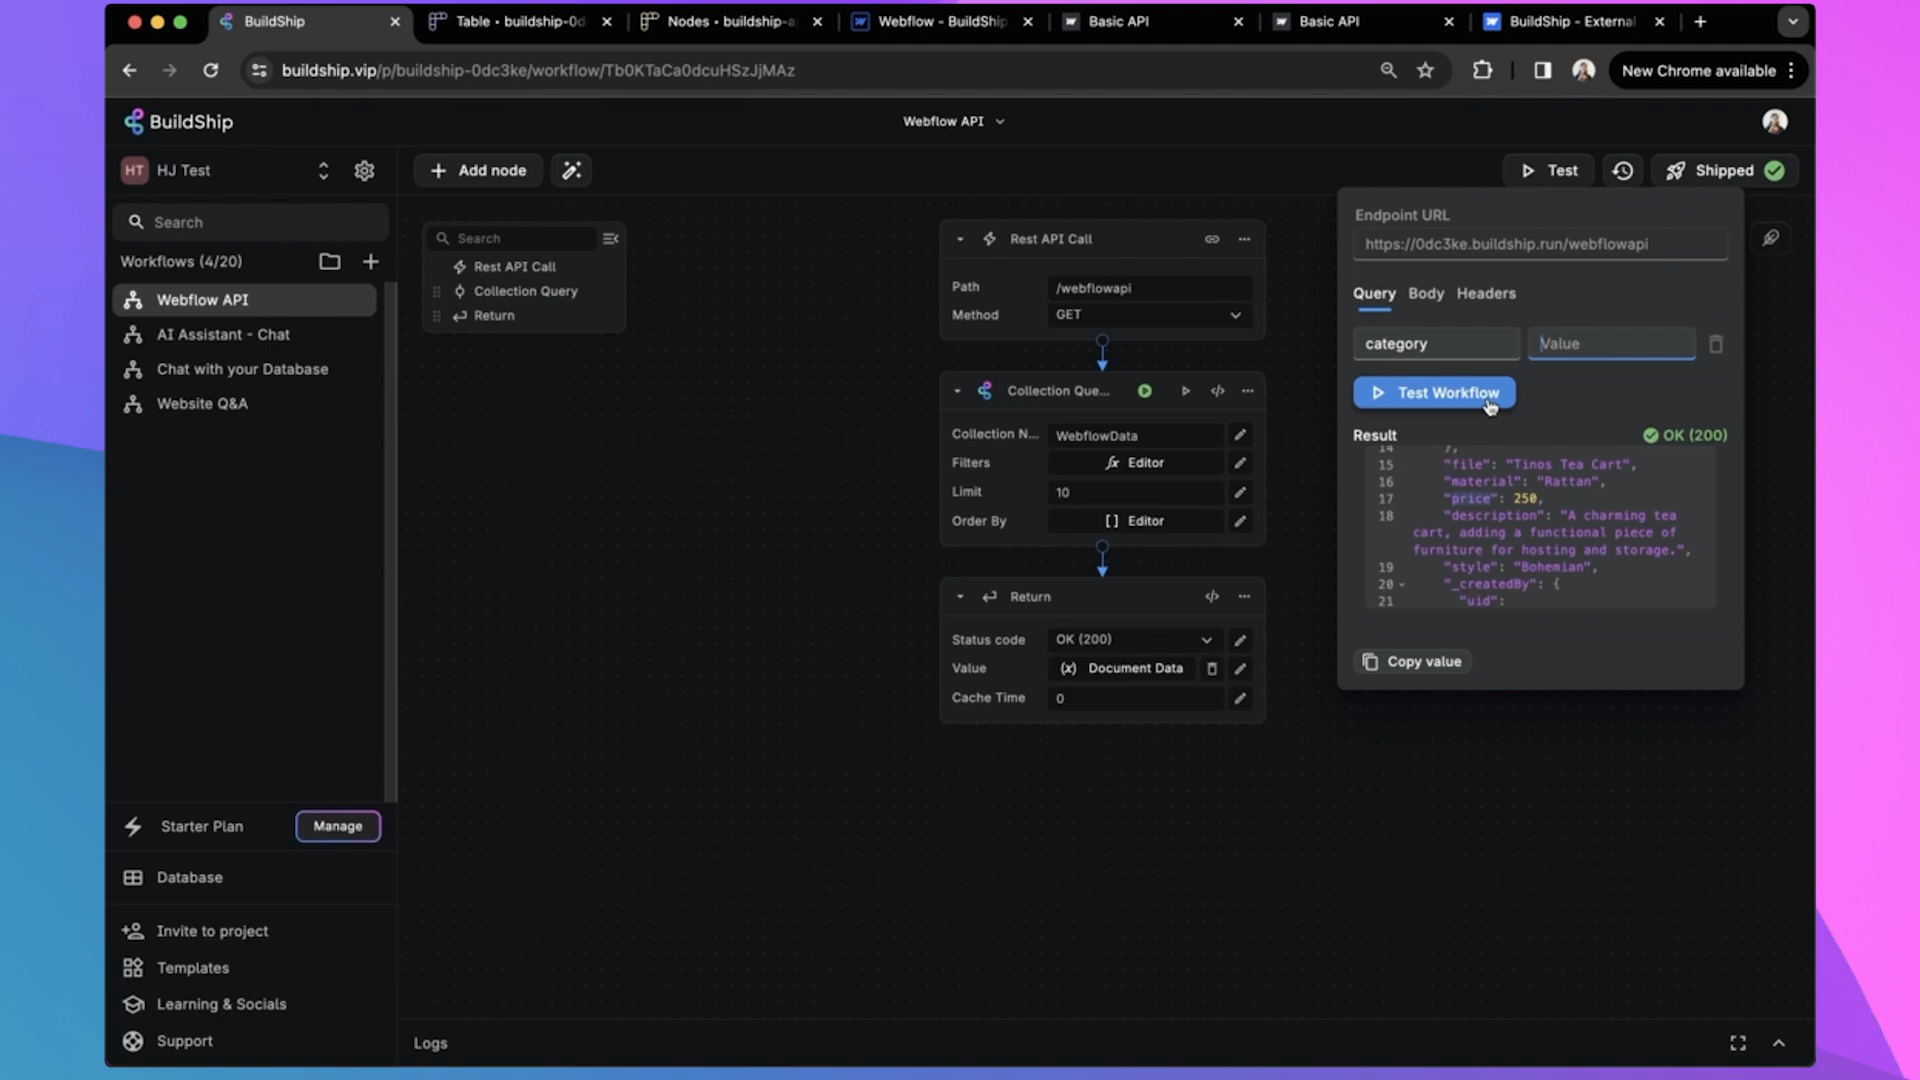 BuildShip
Table • buildship-0d
Nodes • buildship-a
Webflow - BuildShip
Basic API
Basic API
BuildShip - External
buildship.vip/p/buildship-0dc3ke/workflow/Tb0KTaCa0dcuHSzJjMAz
New Chrome available
BuildShip
Webflow API
HT HJ Test
Add node
Test
Shipped
Search
Workflows (4/20)
Webflow API
AI Assistant - Chat
Chat with your Database
Website Q&A
Starter Plan
Manage
Database
Invite to project
Templates
Learning & Socials
Support
Search
Rest API Call
Collection Query
Return
Rest API Call
Path /webflowapi
Method GET
Collection Que...
Collection N... WebflowData
Filters Editor
Limit 10
Order By [ ] Editor
Return
Status code OK (200)
Value (x) Document Data
Cache Time 0
Endpoint URL
https://0dc3ke.buildship.run/webflowapi
Query Body Headers
category Value
Test Workflow
Result OK (200)
14 },
15 "file": "Tinos Tea Cart",
16 "material": "Rattan",
17 "price": 250,
18 "description": "A charming tea
cart, adding a functional piece of
furniture for hosting and storage.",
19 "style": "Bohemian",
20 "_createdBy": {
21 "uid":
Copy value
Logs